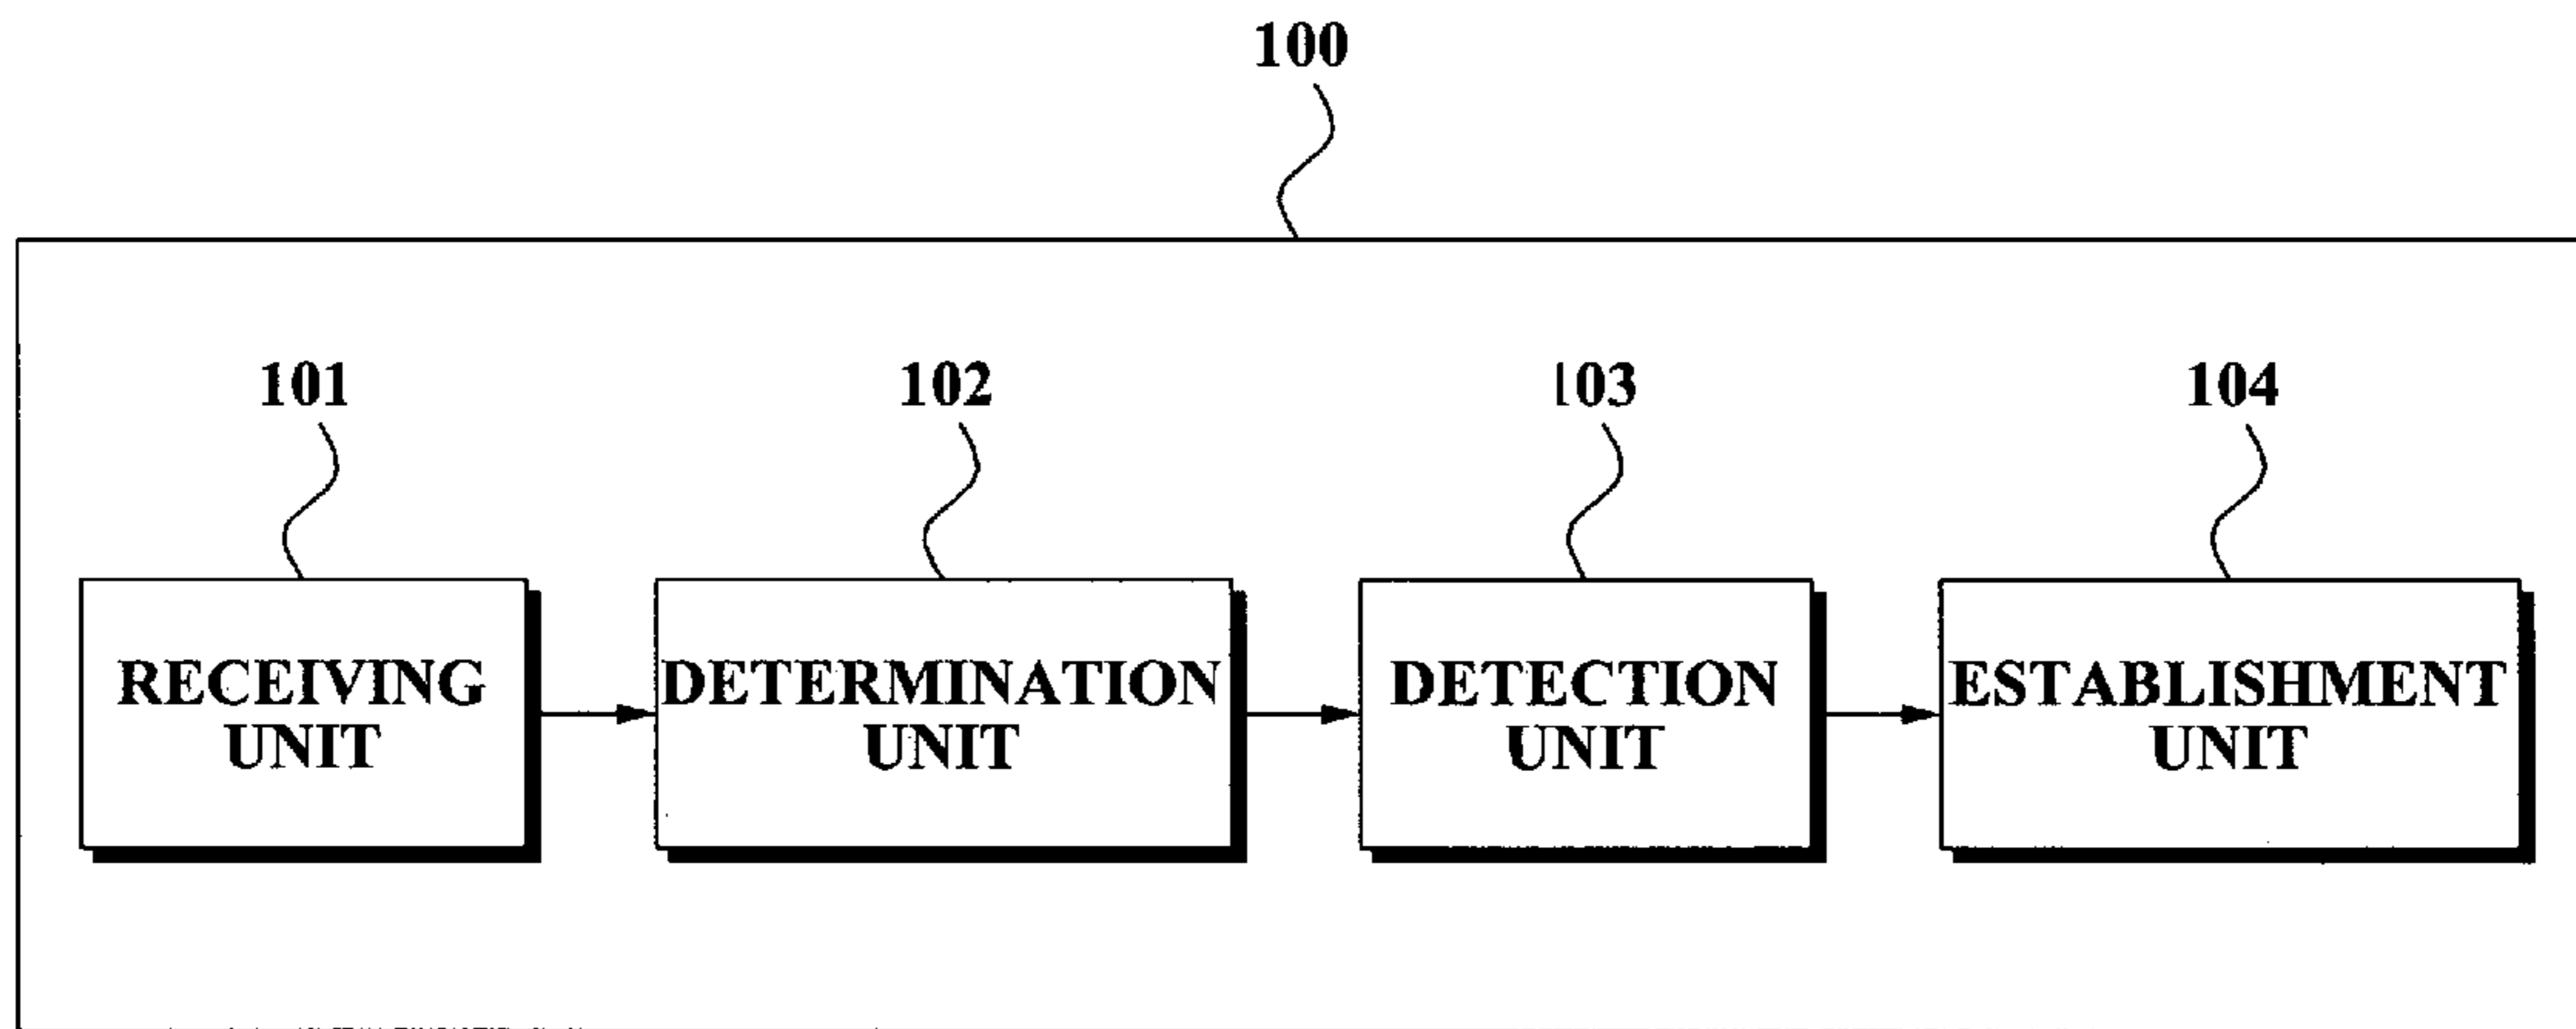 100
101
102
103
104
RECEIVING
UNIT
DETERMINATION
UNIT
DETECTION
UNIT
ESTABLISHMENT
UNIT